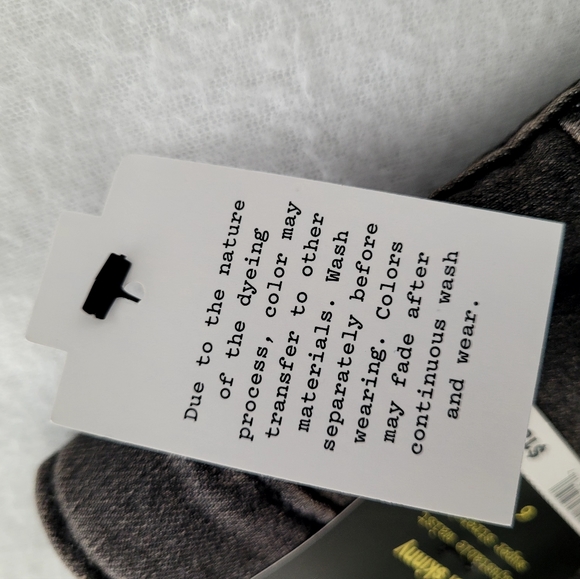 Due to the nature
of the dyeing
process, color may
transfer to other
materials. Wash
separately before
wearing. Colors
may fade after
continuous wash
and wear.